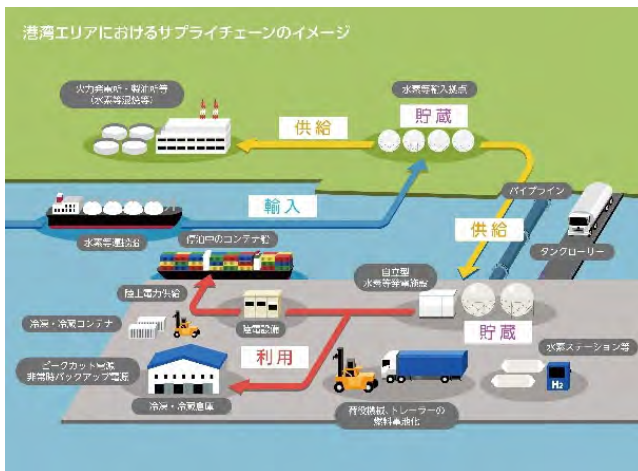 港湾エリアにおけるサプライチェーンのイメージ
火力発電所・製油所等
(水素等混焼等)
水素等輸入拠点
供給
貯蔵
パイプライン
輸入
水素等運搬船
停泊中のコンテナ船
供給
タンクローリー
自立型
水素等発電施設
陸上電力供給
冷凍・冷蔵コンテナ
陸電設備
貯蔵
水素ステーション等
ピークカット電源
非常時バックアップ電源
利用
H2
冷凍・冷蔵倉庫
荷役機械、トレーラーの
燃料電池化